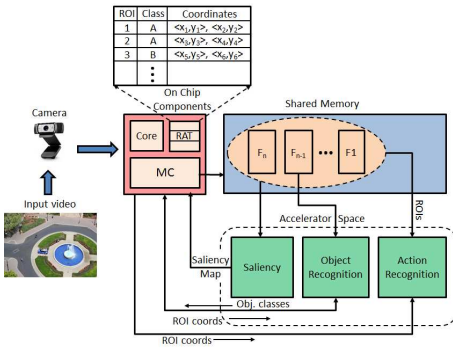 ROI Class Coordinates
1 A <x1,y1>, <x2,y2>
2 A <x3,y3>, <x4,y4>
3 B <x5,y5>, <x6,y6>
On Chip
Components
Shared Memory
Camera
Core
RAT
MC
Fn
Fn-1
F1
Input video
ROIs
Accelerator Space
Saliency
Map
Saliency
Object
Recognition
Action
Recognition
Obj. classes
ROI coords
ROI coords